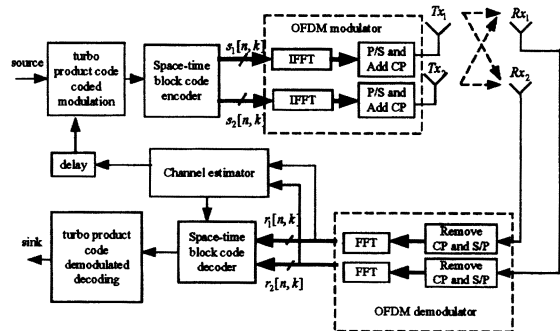 OFDM modulator
Tx1
Rx1
source
turbo
product code
coded
modulation
Space-time
block code
encoder
s1[n, k]
IFFT
P/S and
Add CP
Tx2
Rx2
s2[n, k]
IFFT
P/S and
Add CP
delay
Channel estimator
sink
turbo product
code
demodulated
decoding
Space-time
block code
decoder
r1[n, k]
r2[n, k]
FFT
Remove
CP and S/P
FFT
Remove
CP and S/P
OFDM demodulator